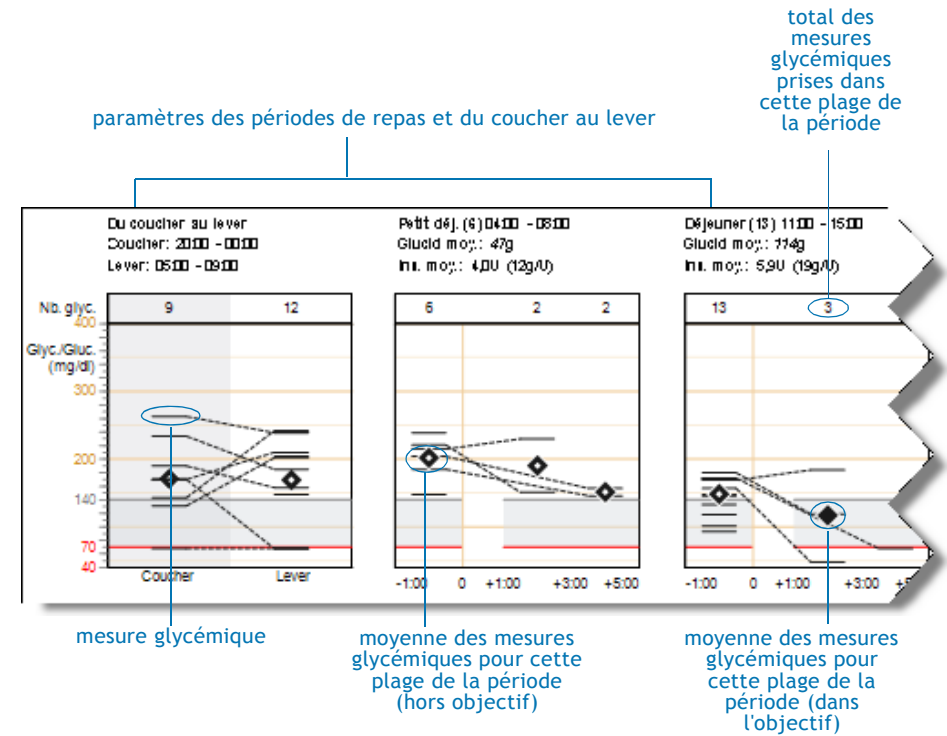 total des
mesures
glycémiques
prises dans
cette plage de
la période
paramètres des périodes de repas et du coucher au lever
Du coucher au lever
Coucher: 20:00 - 00:00
Lever: 05:00 - 09:00
Petit déj. (6) 04:00 - 08:00
Glucid moy.: 47g
Ins. moy.: 4,0U (12g/U)
Déjeuner (13) 11:00 - 15:00
Glucid moy.: 114g
Ins. moy.: 5,9U (19g/U)
Nb. glyc.
9 12
6 2 2
13 3
400
Glyc./Gluc.
(mg/dl)
300
200
140
70
40
Coucher Lever
-1:00 0 +1:00 +3:00 +5:00
-1:00 0 +1:00 +3:00
mesure glycémique
moyenne des mesures
glycémiques pour cette
plage de la période
(hors objectif)
moyenne des mesures
glycémiques pour
cette plage de la
période (dans
l'objectif)